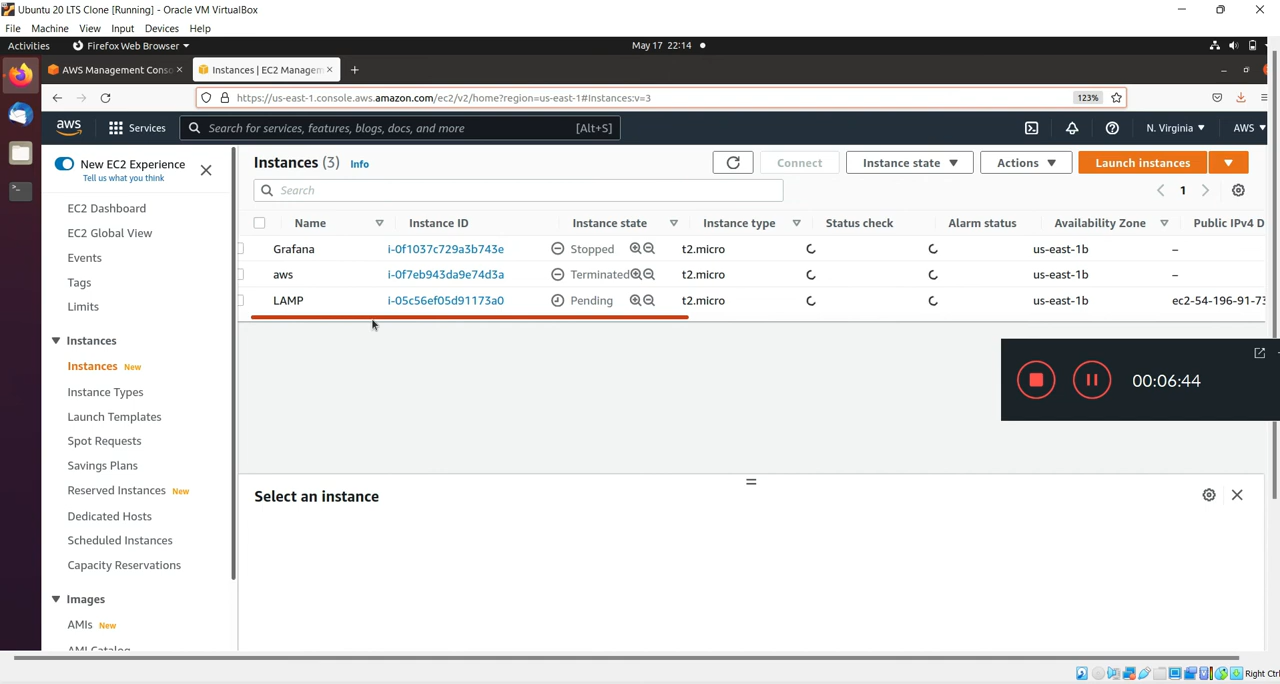 Ubuntu 20 LTS Clone [Running] - Oracle VM VirtualBox
File Machine View Input Devices Help
Activities Firefox Web Browser May 17 22:14
AWS Management Conso Instances | EC2 Managem
https://us-east-1.console.aws.amazon.com/ec2/v2/home?region=us-east-1#Instances:v=3 123%
aws Services Search for services, features, blogs, docs, and more [Alt+S] N. Virginia AWS
New EC2 Experience
Tell us what you think
EC2 Dashboard
EC2 Global View
Events
Tags
Limits
Instances
Instances New
Instance Types
Launch Templates
Spot Requests
Savings Plans
Reserved Instances New
Dedicated Hosts
Scheduled Instances
Capacity Reservations
Images
AMIs New
AMI Catalog
Instances (3) Info Connect Instance state Actions Launch instances
Search 1
Name Instance ID Instance state Instance type Status check Alarm status Availability Zone Public IPv4 D
Grafana i-0f1037c729a3b743e Stopped t2.micro us-east-1b –
aws i-0f7eb943da9e74d3a Terminated t2.micro us-east-1b –
LAMP i-05c56ef05d91173a0 Pending t2.micro us-east-1b ec2-54-196-91-73
00:06:44
Select an instance
Right Ctrl